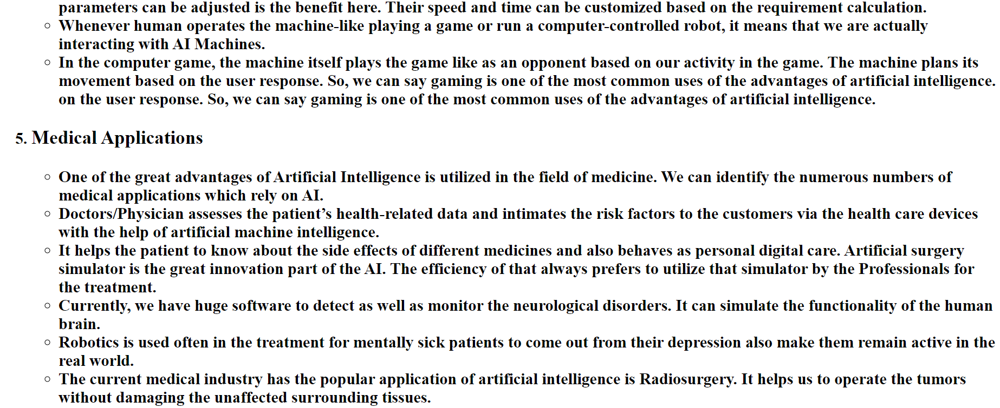 parameters can be adjusted is the benefit here. Their speed and time can be customized based on the requirement calculation.
Whenever human operates the machine-like playing a game or run a computer-controlled robot, it means that we are actually
interacting with AI Machines.
In the computer game, the machine itself plays the game like as an opponent based on our activity in the game. The machine plans its
movement based on the user response. So, we can say gaming is one of the most common uses of the advantages of artificial intelligence.
on the user response. So, we can say gaming is one of the most common uses of the advantages of artificial intelligence.
5. Medical Applications
One of the great advantages of Artificial Intelligence is utilized in the field of medicine. We can identify the numerous numbers of
medical applications which rely on AI.
Doctors/Physician assesses the patient’s health-related data and intimates the risk factors to the customers via the health care devices
with the help of artificial machine intelligence.
It helps the patient to know about the side effects of different medicines and also behaves as personal digital care. Artificial surgery
simulator is the great innovation part of the AI. The efficiency of that always prefers to utilize that simulator by the Professionals for
the treatment.
Currently, we have huge software to detect as well as monitor the neurological disorders. It can simulate the functionality of the human
brain.
Robotics is used often in the treatment for mentally sick patients to come out from their depression also make them remain active in the
real world.
The current medical industry has the popular application of artificial intelligence is Radiosurgery. It helps us to operate the tumors
without damaging the unaffected surrounding tissues.